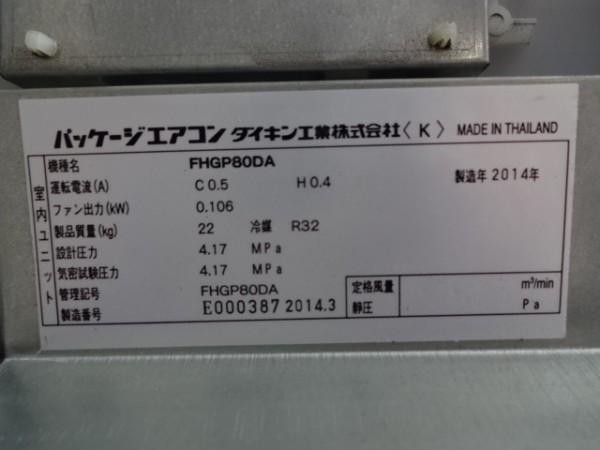 パッケージエアコン ダイキン工業株式会社〈K〉 MADE IN THAILAND
室内ユニット
機種名 FHGP80DA
運転電流(A) C 0.5 H 0.4 製造年 2014年
ファン出力(kW) 0.106
製品質量(kg) 22 冷媒 R32
設計圧力 4.17 MPa
気密試験圧力 4.17 MPa
管理記号 FHGP80DA 定格風量 m³/min
製造番号 E000387 2014.3 静圧 Pa